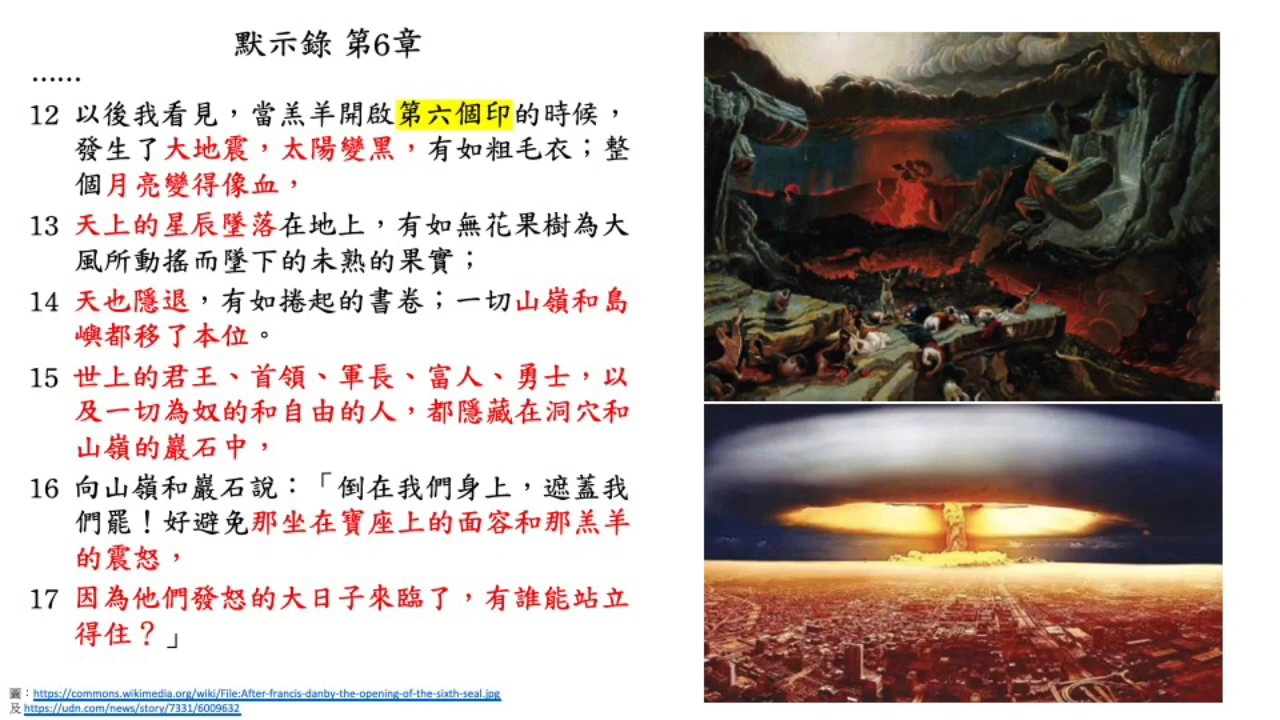 默示錄 第6章
……
12 以後我看見，當羔羊開啟第六個印的時候，
發生了大地震，太陽變黑，有如粗毛衣；整
個月亮變得像血，
13 天上的星辰墜落在地上，有如無花果樹為大
風所動搖而墜下的未熟的果實；
14 天也隱退，有如捲起的書卷；一切山嶺和島
嶼都移了本位。
15 世上的君王、首領、軍長、富人、勇士，以
及一切為奴的和自由的人，都隱藏在洞穴和
山嶺的巖石中，
16 向山嶺和巖石說：「倒在我們身上，遮蓋我
們罷！好避免那坐在寶座上的面容和那羔羊
的震怒，
17 因為他們發怒的大日子來臨了，有誰能站立
得住？」
圖：https://commons.wikimedia.org/wiki/File:After-francis-danby-the-opening-of-the-sixth-seal.jpg
及 https://udn.com/news/story/7331/6009632